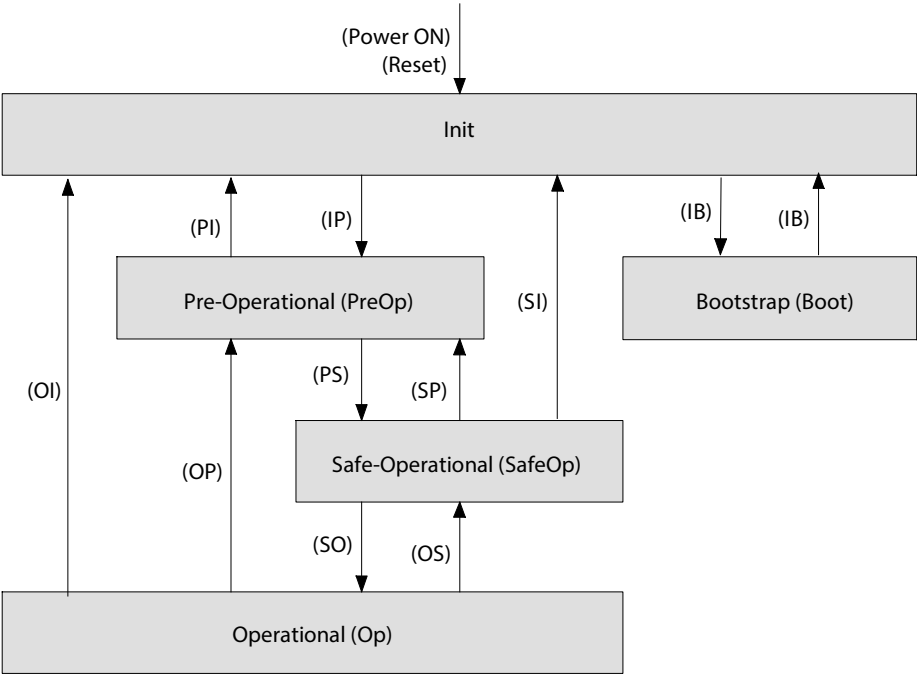 (Power ON)
(Reset)
Init
(PI)
(IP)
(IB)
(IB)
Pre-Operational (PreOp)
(SI)
Bootstrap (Boot)
(OI)
(PS)
(SP)
(OP)
Safe-Operational (SafeOp)
(SO)
(OS)
Operational (Op)